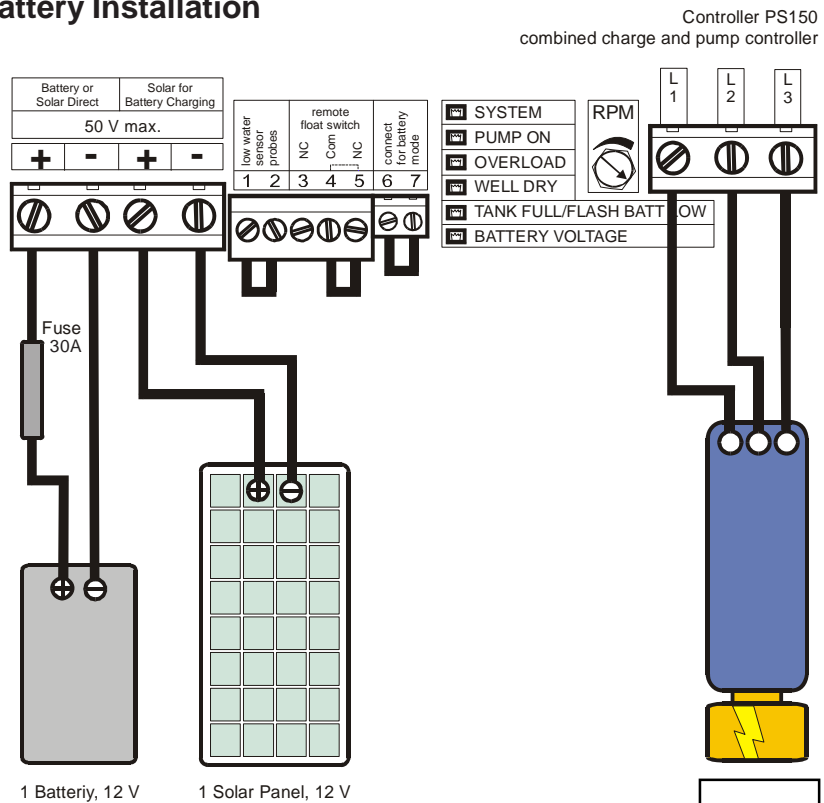 attery Installation
Controller PS150
combined charge and pump controller
Battery or
Solar Direct
Solar for
Battery Charging
50 V max.
+ - + -
low water
sensor
probes
remote
float switch
NC
Com
NC
connect
for battery
mode
1 2 3 4 5 6 7
SYSTEM
PUMP ON
OVERLOAD
WELL DRY
TANK FULL/FLASH BATT LOW
BATTERY VOLTAGE
RPM
L
1
L
2
L
3
Fuse
30A
1 Batteriy, 12 V
1 Solar Panel, 12 V